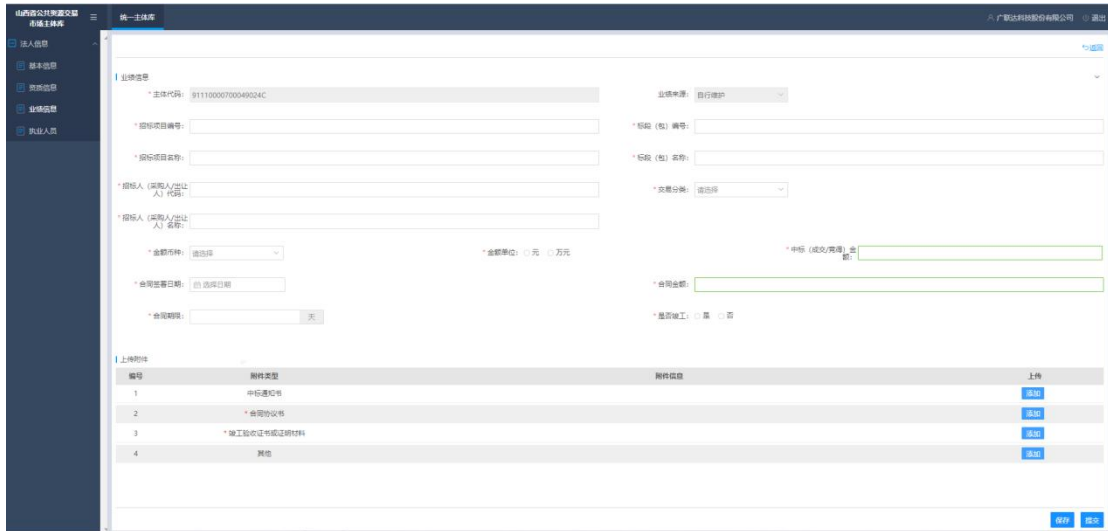 山西省公共资源交易
市场主体库
统一主体库
广联达科技股份有限公司 退出
法人信息
基本信息
资质信息
业绩信息
执业人员
返回
业绩信息
* 主体代码: 91110000700049024C 业绩来源: 自行维护
* 招标项目编号: * 标段（包）编号:
* 招标项目名称: * 标段（包）名称:
* 招标人（采购人/出让
人）代码: * 交易分类: 请选择
* 招标人（采购人/出让
人）名称:
* 金额币种: 请选择 * 金额单位: 元 万元 * 中标（成交/竞得）金
额:
* 合同签署日期: 选择日期 * 合同金额:
* 合同期限: 天 * 是否竣工: 是 否
上传附件
编号 附件类型 附件信息 上传
1 中标通知书 添加
2 * 合同协议书 添加
3 * 竣工验收证书或证明材料 添加
4 其他 添加
保存 提交